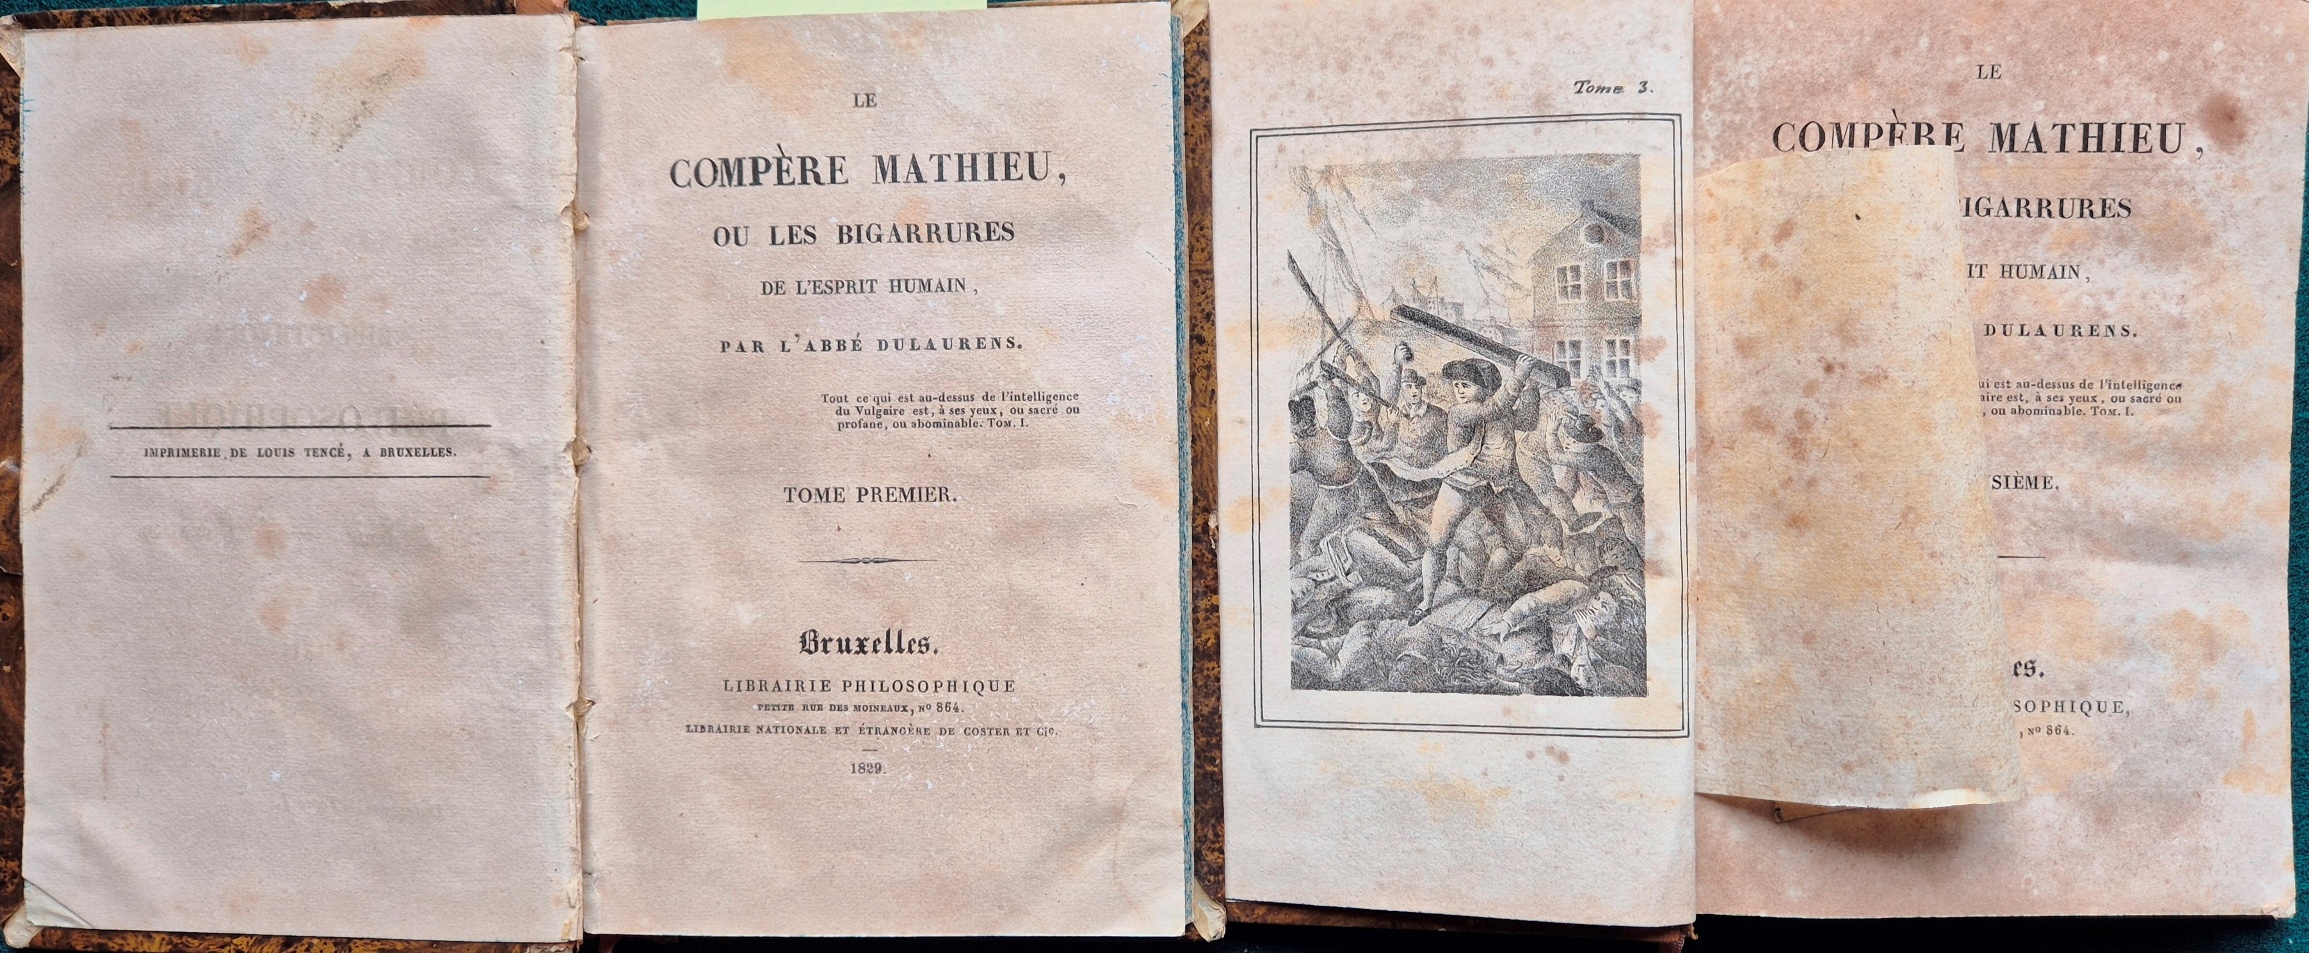 IMPRIMERIE DE LOUIS TENCÉ, A BRUXELLES.
LE
COMPÈRE MATHIEU,
OU LES BIGARRURES
DE L'ESPRIT HUMAIN,
PAR L'ABBÉ DULAURENS.
Tout ce qui est au-dessus de l'intelligence
du Vulgaire est, à ses yeux, ou sacré ou
profane, ou abominable. TOM. I.
TOME PREMIER.
Bruxelles.
LIBRAIRIE PHILOSOPHIQUE
PETITE RUE DES MOINEAUX, Nº 864.
LIBRAIRIE NATIONALE ET ÉTRANGÈRE DE COSTER ET Cie.
1829.
Tome 3.
LE
COMPÈRE MATHIEU,
IGARRURES
IT HUMAIN,
DULAURENS.
ui est au-dessus de l'intelligence
aire est, à ses yeux, ou sacré ou
, ou abominable. TOM. I.
SIÈME.
es.
SOPHIQUE,
, Nº 864.